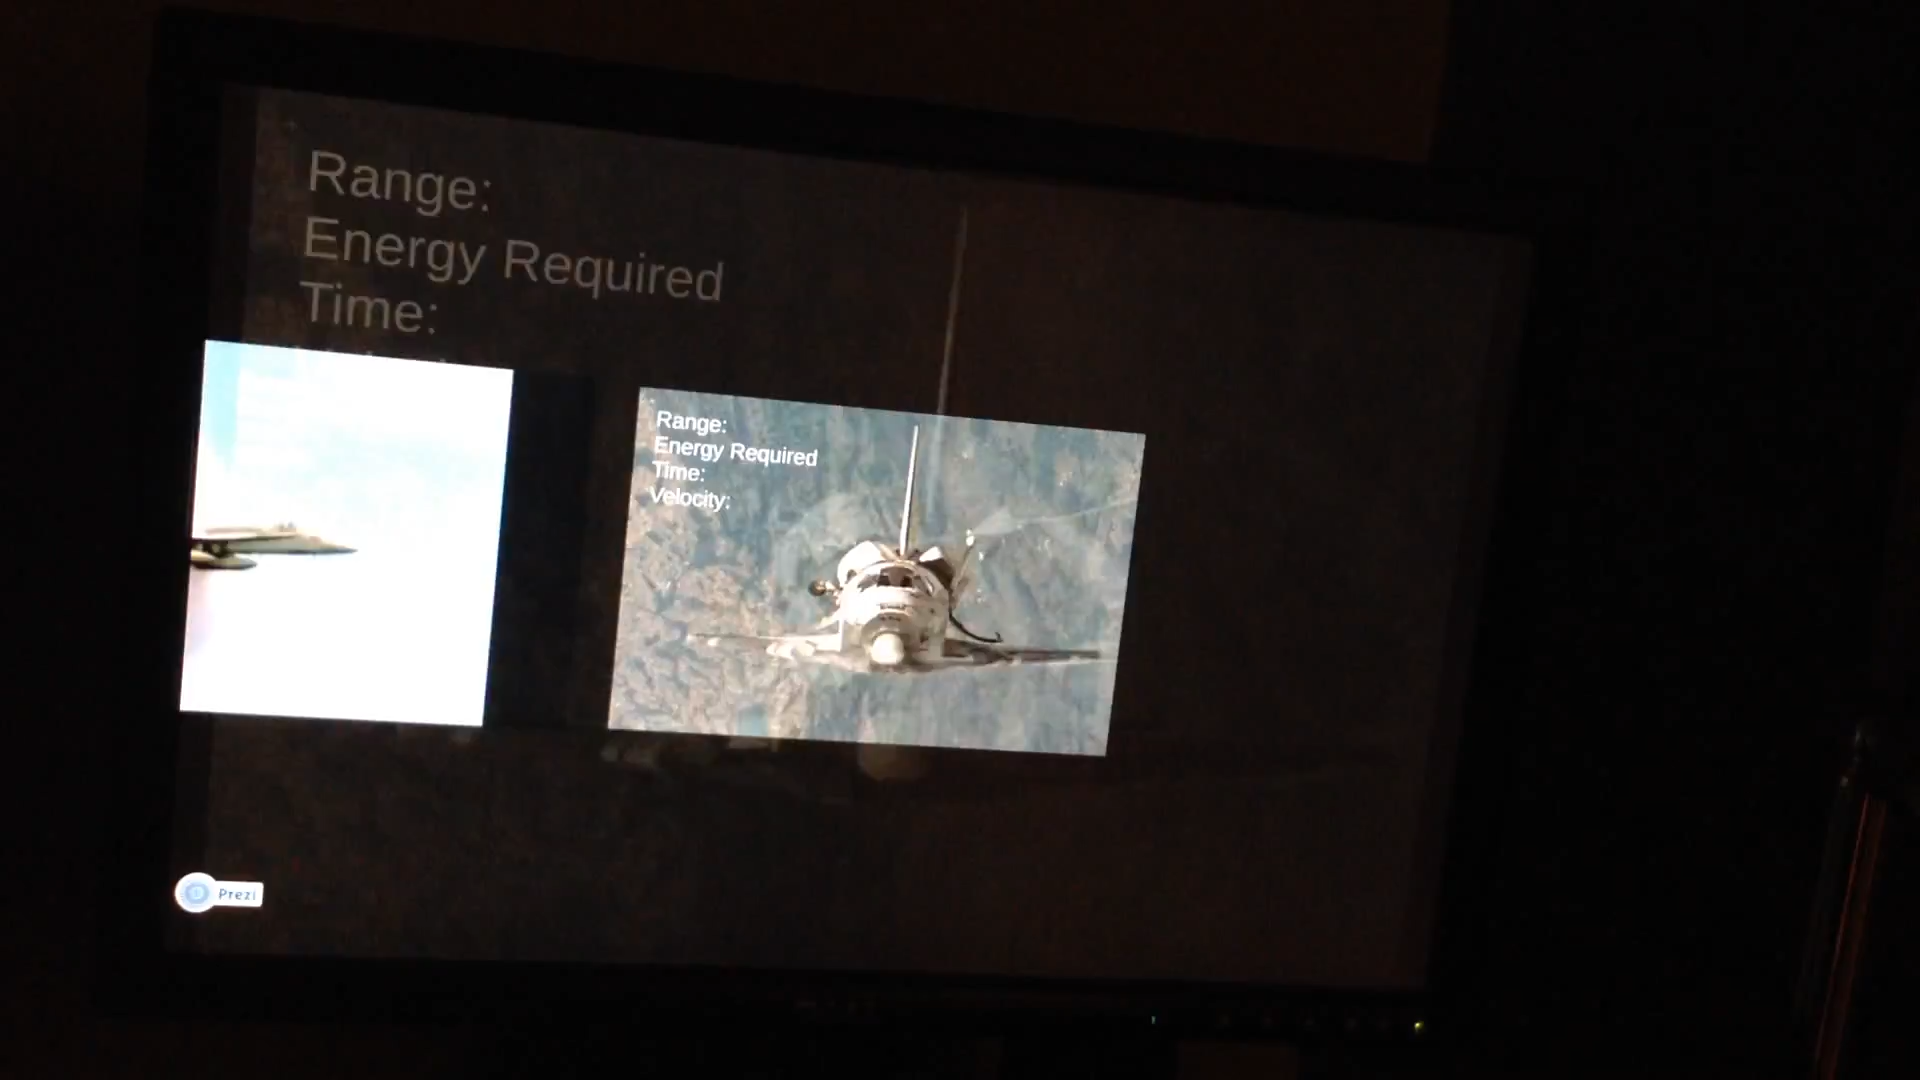 Range:
Energy Required
Time:
Range:
Energy Required
Time:
Velocity:
Prezi